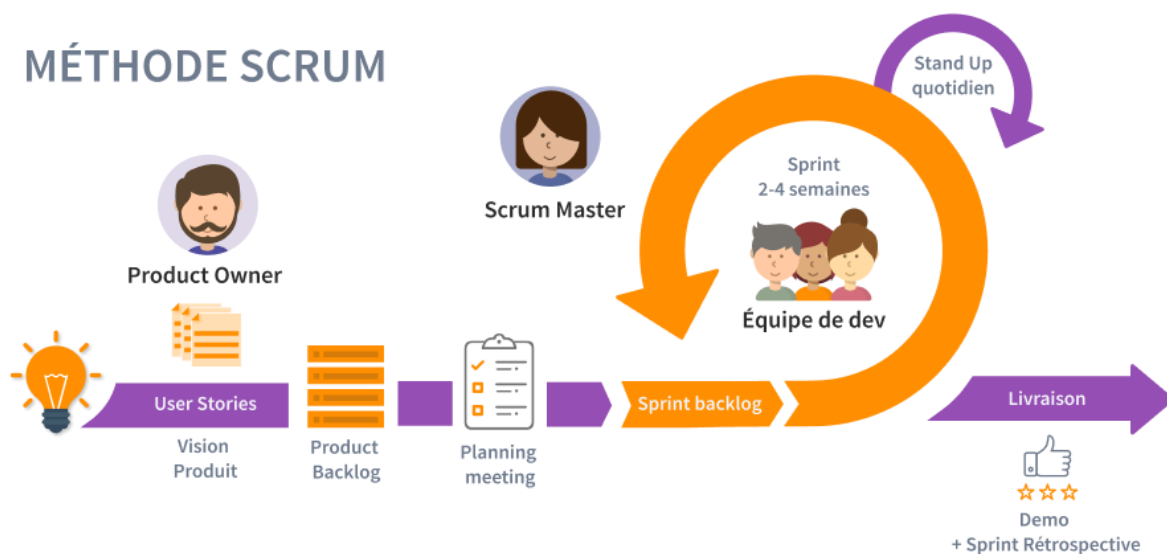 MÉTHODE SCRUM
Stand Up
quotidien
Sprint
2-4 semaines
Scrum Master
Product Owner
Équipe de dev
User Stories
Sprint backlog
Livraison
Vision
Produit
Product
Backlog
Planning
meeting
Demo
+ Sprint Rétrospective